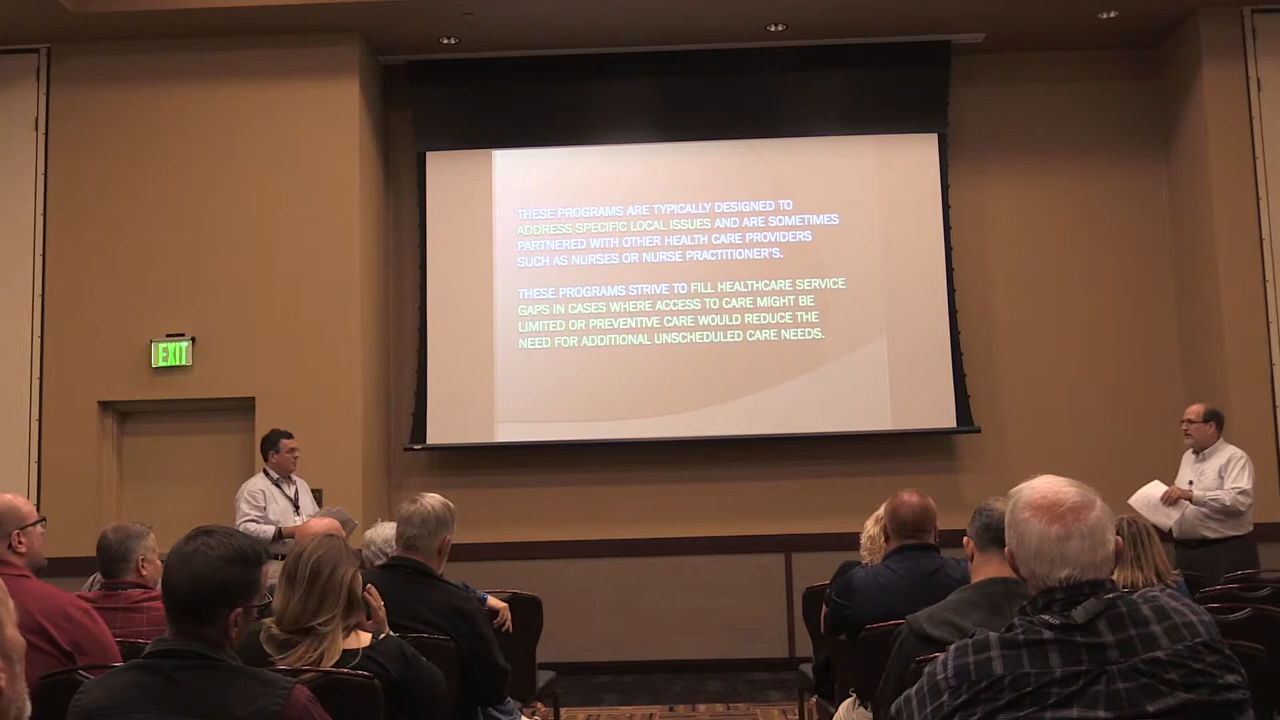 THESE PROGRAMS ARE TYPICALLY DESIGNED TO
ADDRESS SPECIFIC LOCAL ISSUES AND ARE SOMETIMES
PARTNERED WITH OTHER HEALTH CARE PROVIDERS
SUCH AS NURSES OR NURSE PRACTITIONER'S.
THESE PROGRAMS STRIVE TO FILL HEALTHCARE SERVICE
GAPS IN CASES WHERE ACCESS TO CARE MIGHT BE
LIMITED OR PREVENTIVE CARE WOULD REDUCE THE
NEED FOR ADDITIONAL UNSCHEDULED CARE NEEDS.
EXIT